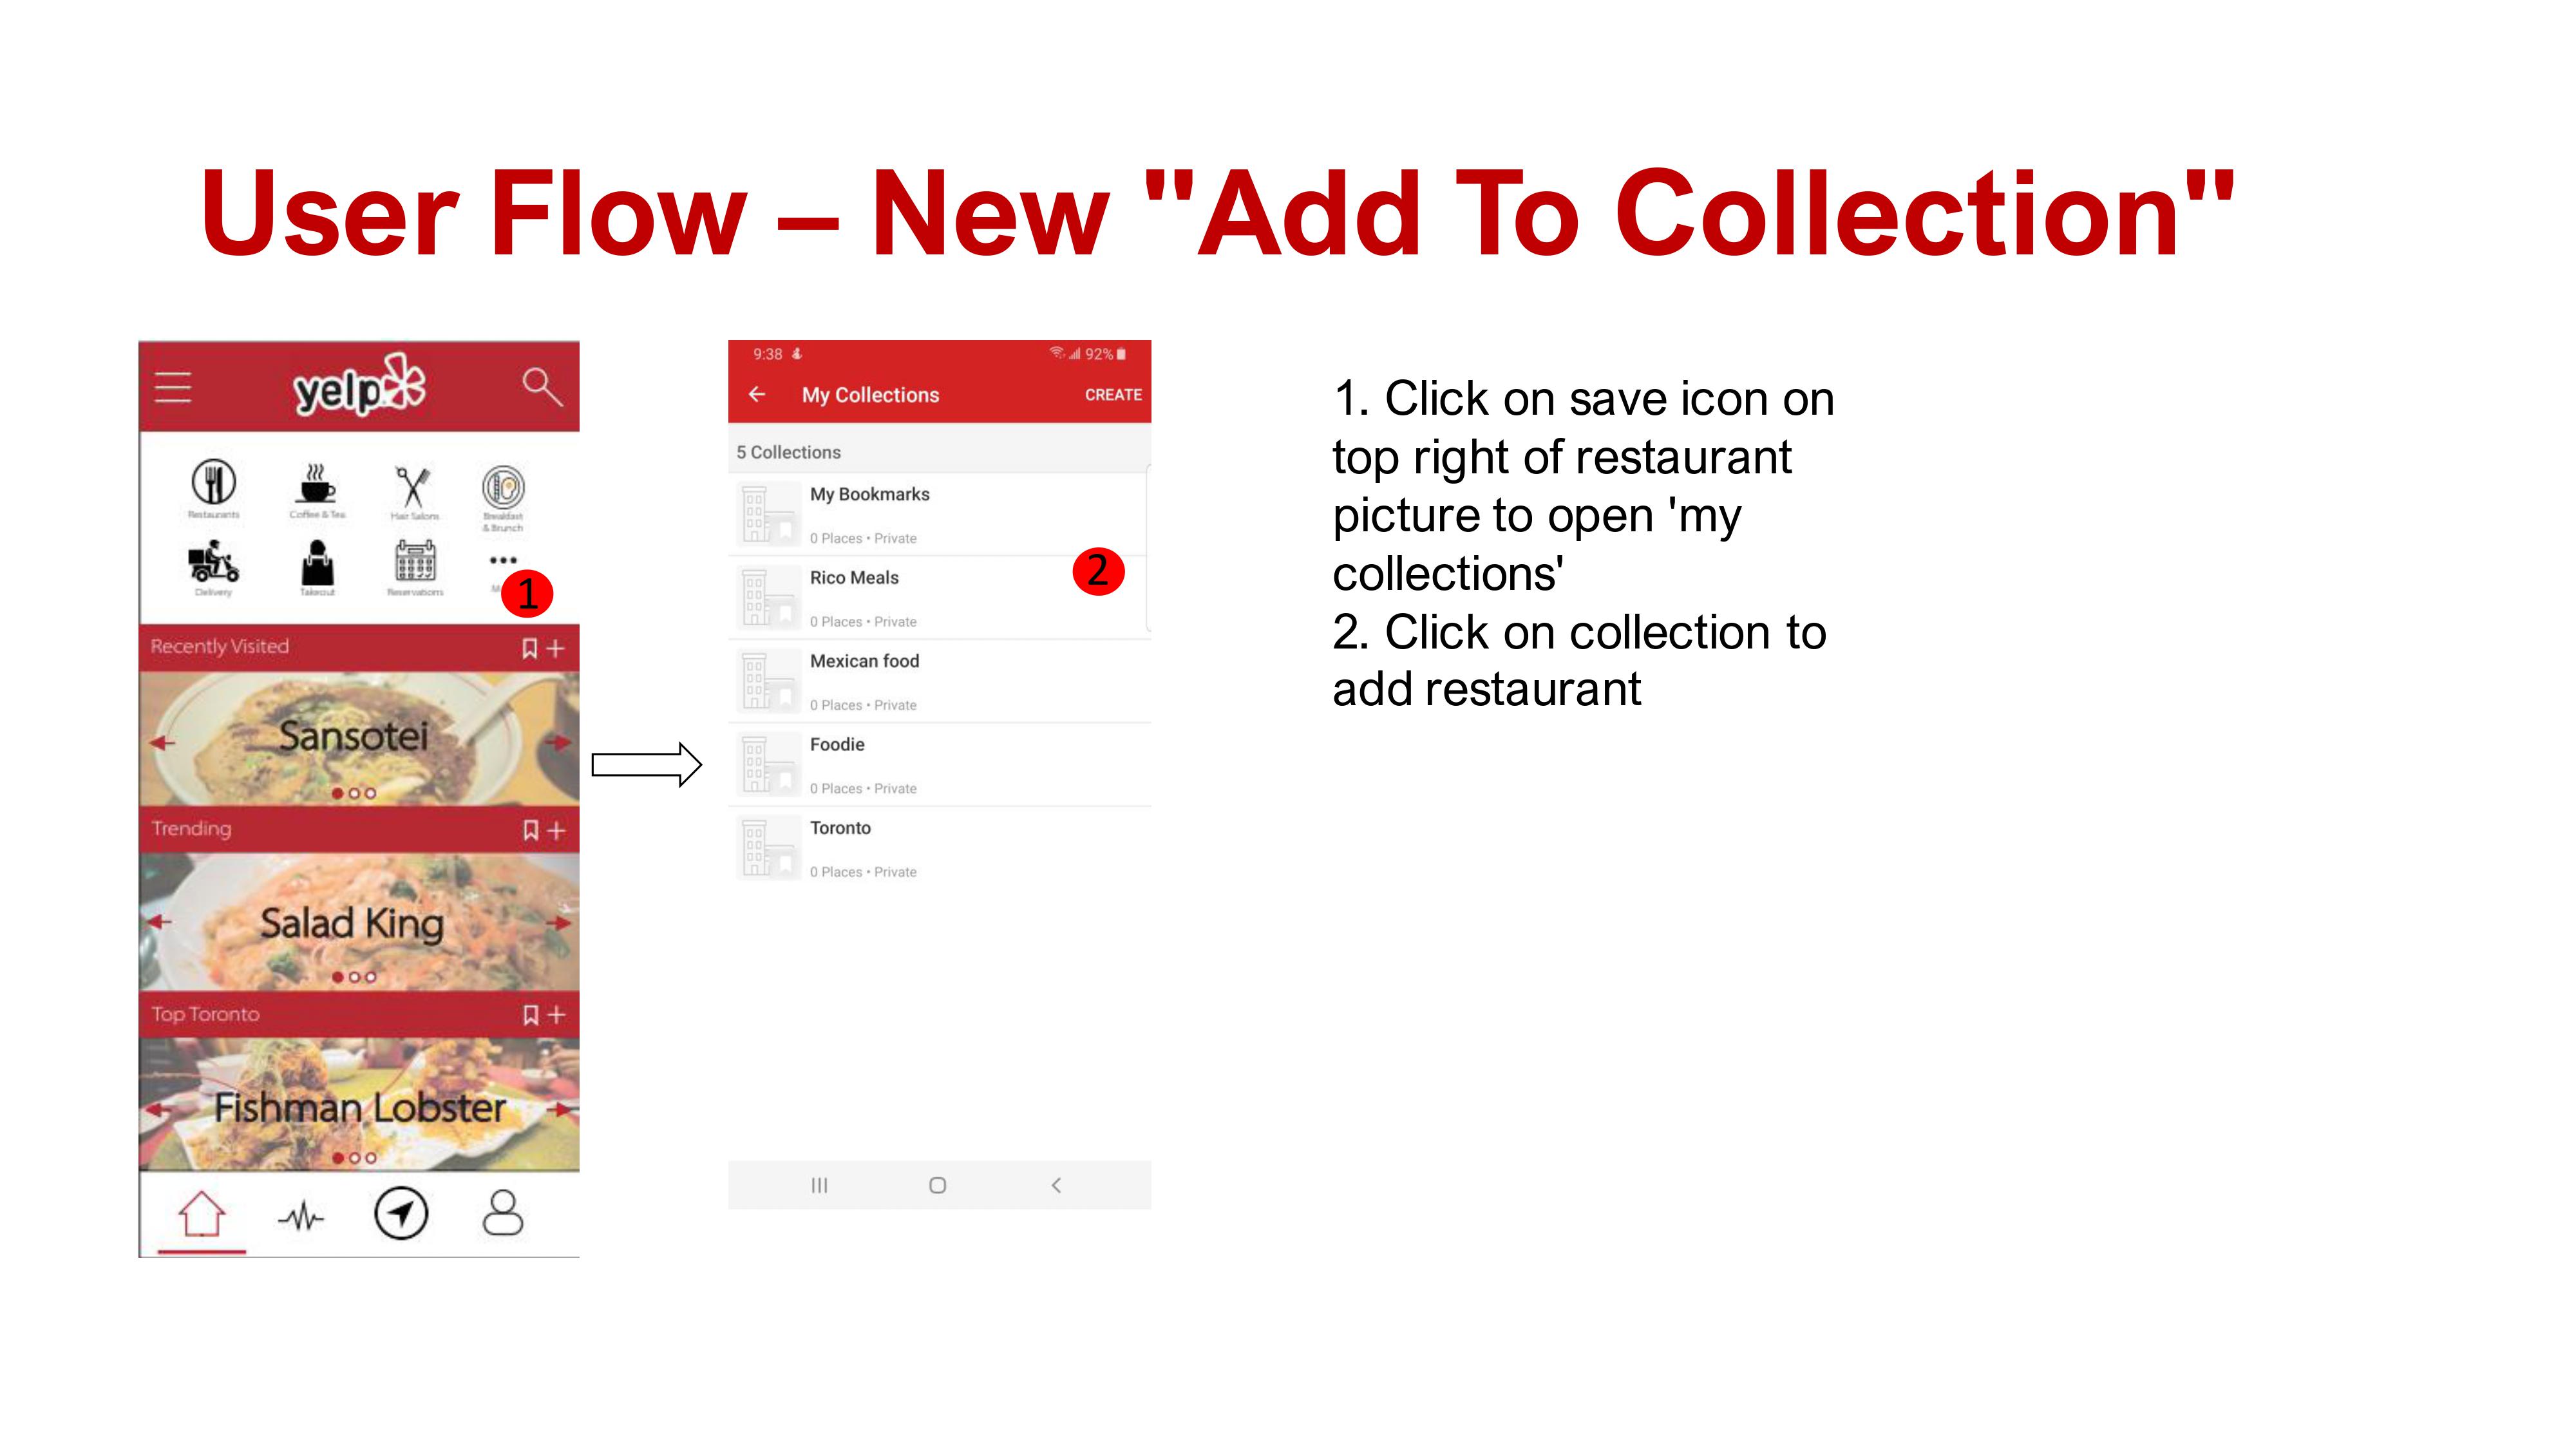 User Flow – New "Add To Collection"
yelp
Restaurants
Coffee & Tea
Hair Salons
Breakfast
& Brunch
Delivery
Takeout
Reservations
1
Recently Visited
Sansotei
Trending
Salad King
Top Toronto
Fishman Lobster
9:38
92%
My Collections
CREATE
5 Collections
My Bookmarks
0 Places • Private
2
Rico Meals
0 Places • Private
Mexican food
0 Places • Private
Foodie
0 Places • Private
Toronto
0 Places • Private
1. Click on save icon on
top right of restaurant
picture to open 'my
collections'
2. Click on collection to
add restaurant